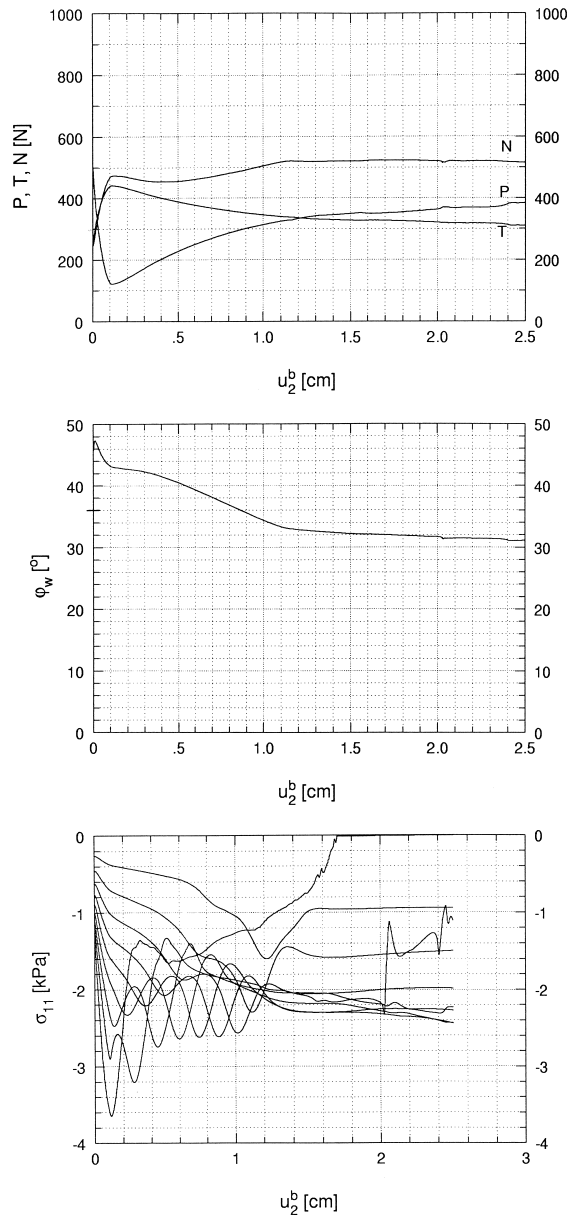 1000 1000
800 800
600 600
400 400
200 200
0 0
P, T, N [N]
N
P
T
0 .5 1.0 1.5 2.0 2.5
u₂ᵇ [cm]
50 50
40 40
30 30
20 20
10 10
0 0
φw [°]
0 .5 1.0 1.5 2.0 2.5
u₂ᵇ [cm]
0 0
-1 -1
-2 -2
-3 -3
-4 -4
σ₁₁ [kPa]
0 1 2 3
u₂ᵇ [cm]